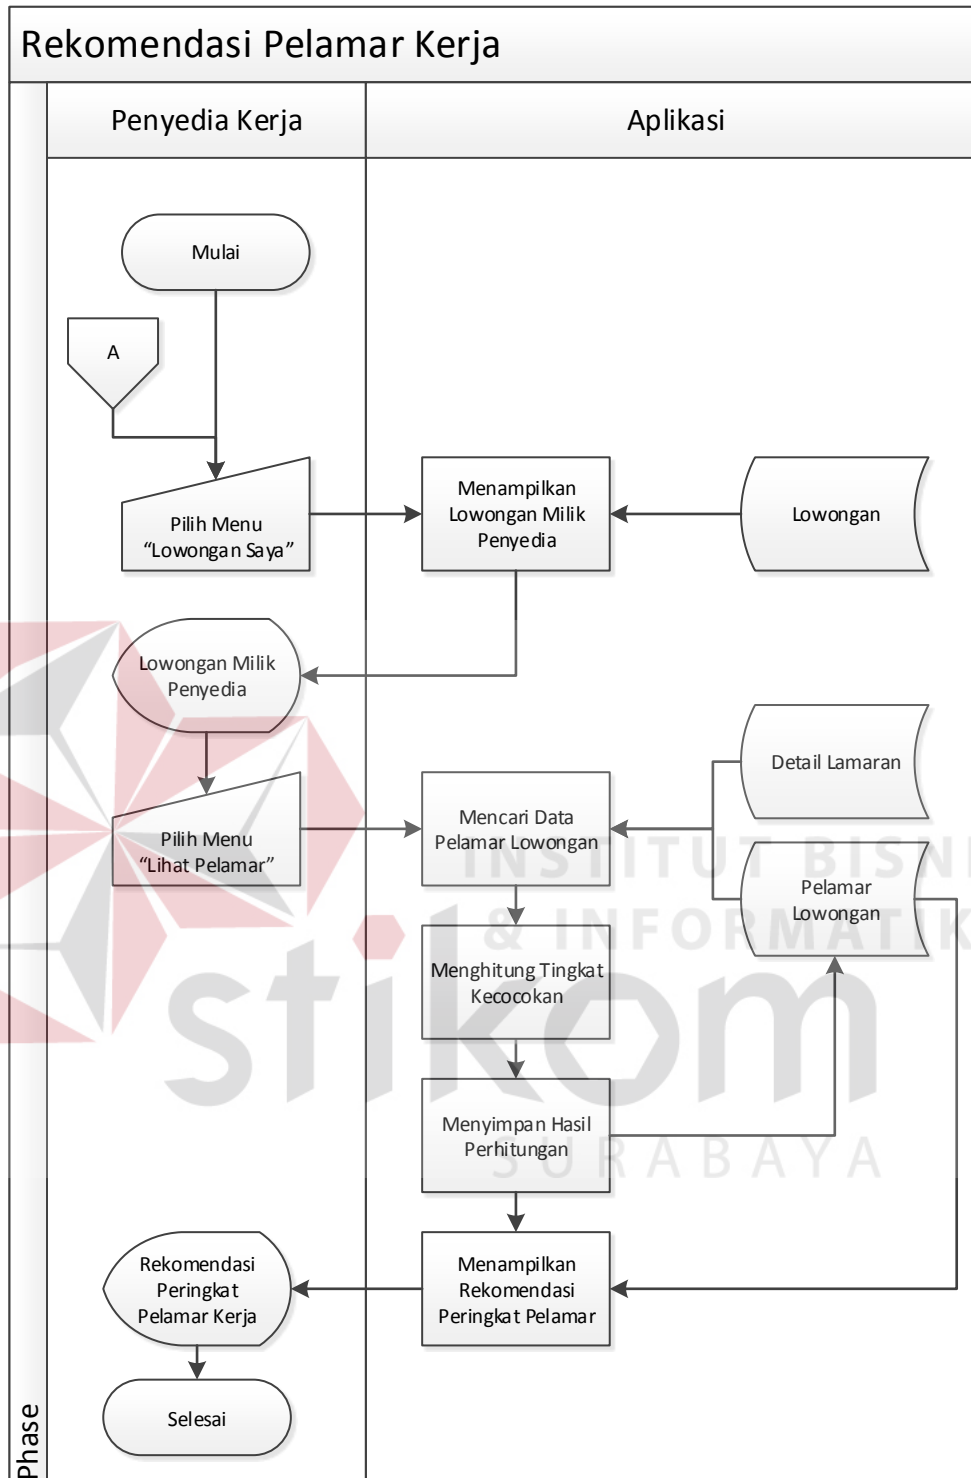 Rekomendasi Pelamar Kerja
Penyedia Kerja
Aplikasi
Mulai
A
Pilih Menu
“Lowongan Saya”
Menampilkan
Lowongan Milik
Penyedia
Lowongan
Lowongan Milik
Penyedia
Detail Lamaran
Pilih Menu
“Lihat Pelamar”
Mencari Data
Pelamar Lowongan
Pelamar
Lowongan
INSTITUT BISNI
& INFORMATIK
stikom
SURABAYA
Menghitung Tingkat
Kecocokan
Menyimpan Hasil
Perhitungan
Menampilkan
Rekomendasi
Peringkat Pelamar
Rekomendasi
Peringkat
Pelamar Kerja
Selesai
Phase